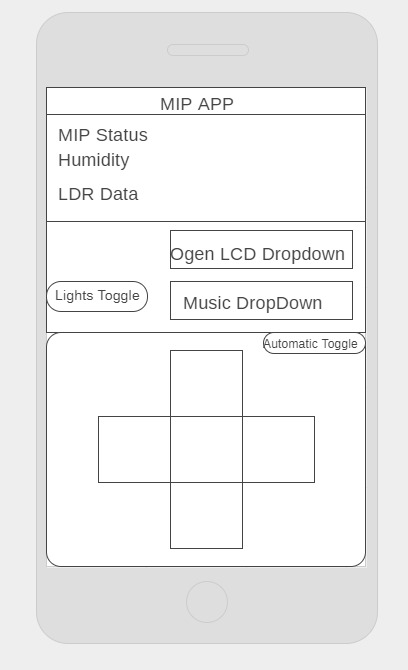 MIP APP
MIP Status
Humidity
LDR Data
Ogen LCD Dropdown
Lights Toggle
Music DropDown
Automatic Toggle